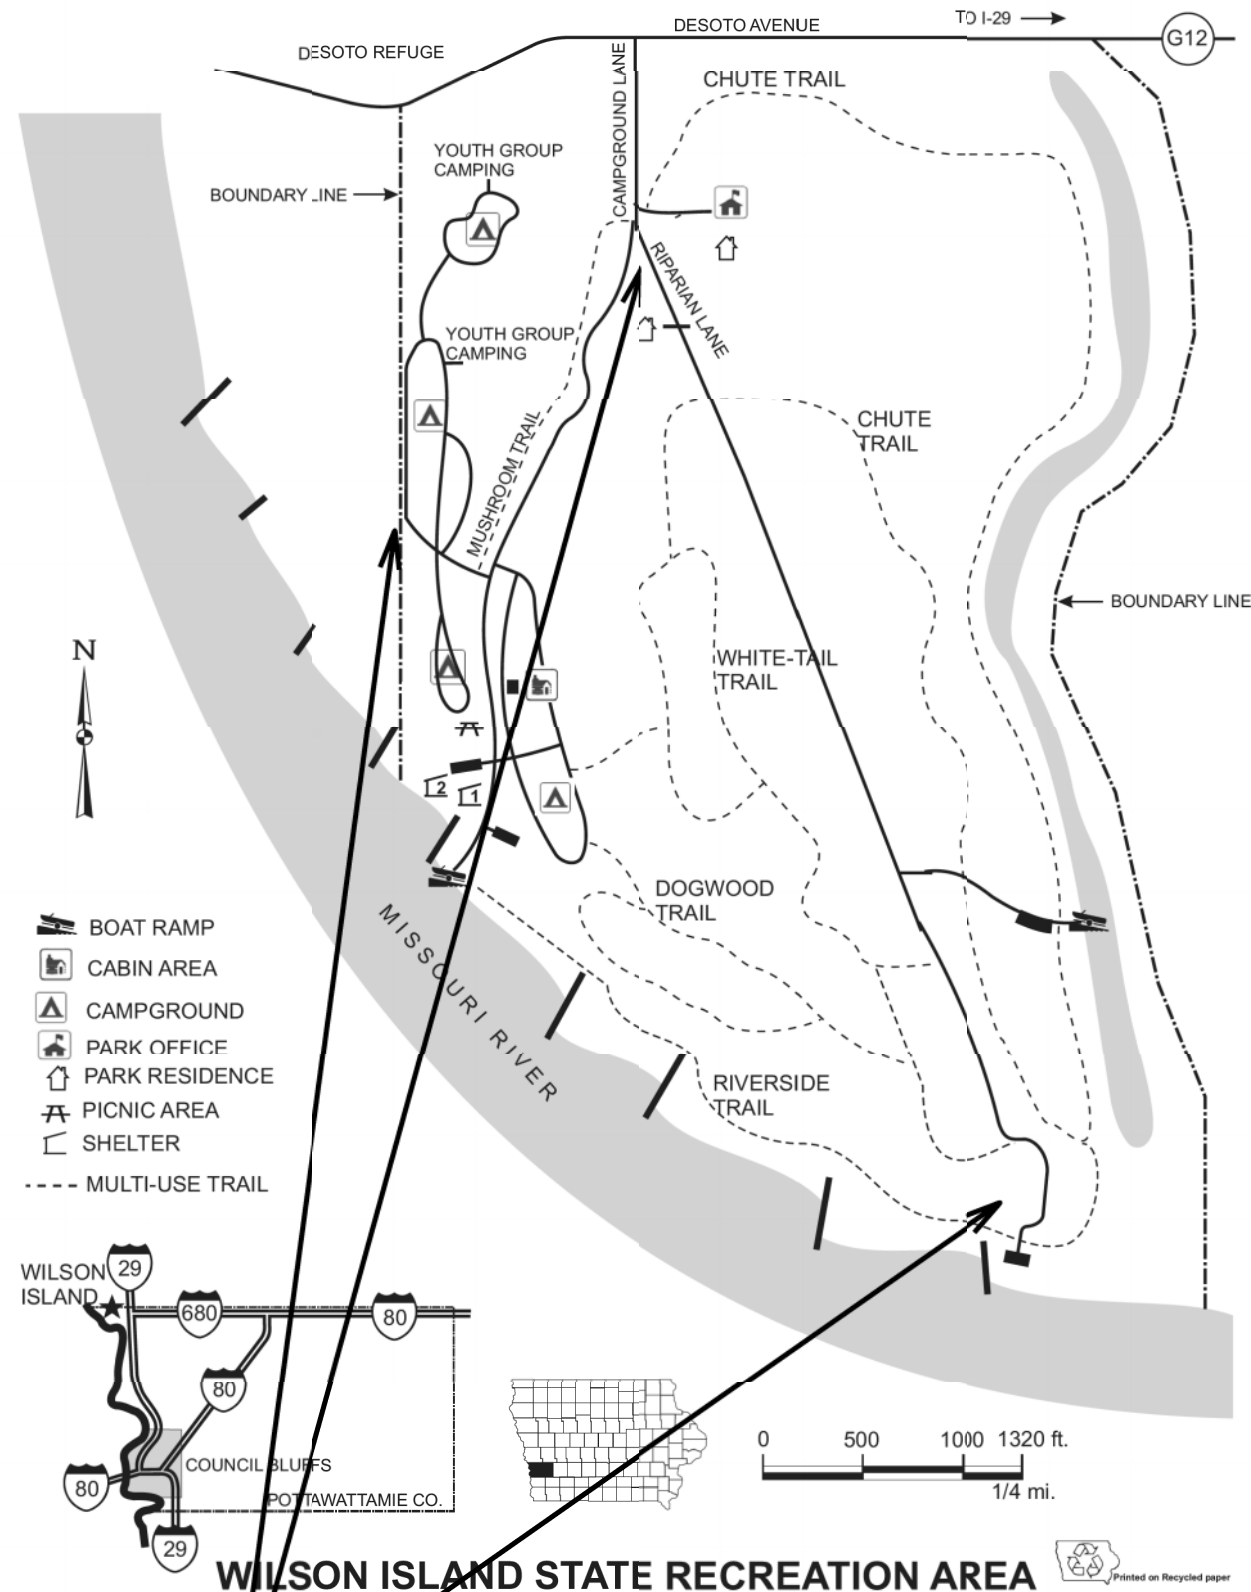 TO I-29
DESOTO AVENUE
G12
DESOTO REFUGE
CAMPGROUND LANE
CHUTE TRAIL
YOUTH GROUP
CAMPING
BOUNDARY LINE
RIPARIAN LANE
YOUTH GROUP
CAMPING
MUSHROOM TRAIL
CHUTE
TRAIL
BOUNDARY LINE
N
WHITE-TAIL
TRAIL
2
1
DOGWOOD
TRAIL
MISSOURI RIVER
RIVERSIDE
TRAIL
BOAT RAMP
CABIN AREA
CAMPGROUND
PARK OFFICE
PARK RESIDENCE
PICNIC AREA
SHELTER
MULTI-USE TRAIL
WILSON
ISLAND
29
680
80
80
COUNCIL BLUFFS
80
POTTAWATTAMIE CO.
29
0 500 1000 1320 ft.
1/4 mi.
WILSON ISLAND STATE RECREATION AREA
Printed on Recycled paper